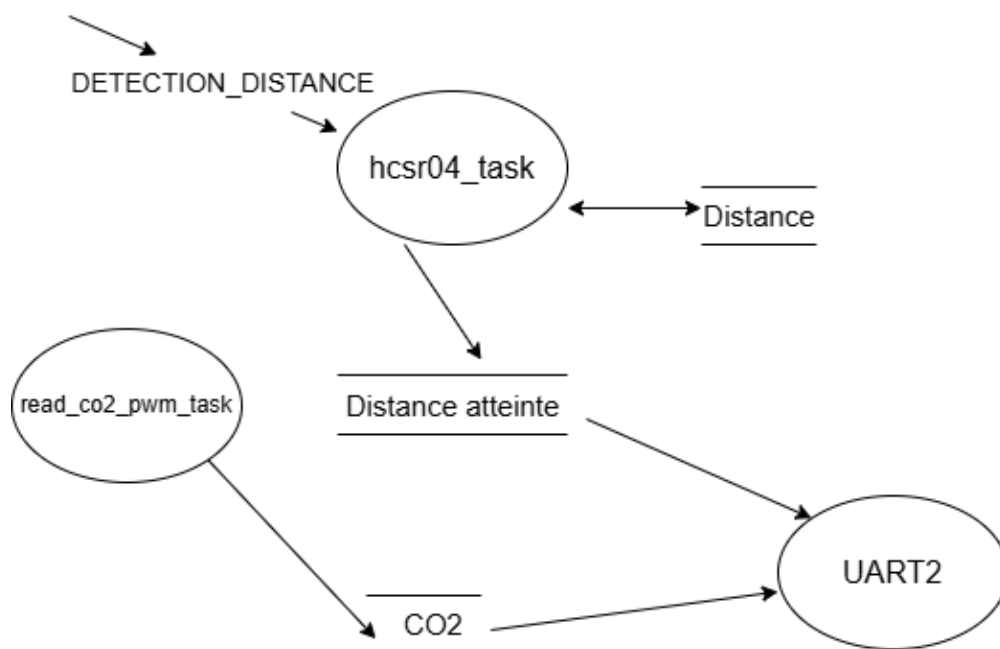 DETECTION_DISTANCE
hcsr04_task
Distance
read_co2_pwm_task
Distance atteinte
UART2
CO2